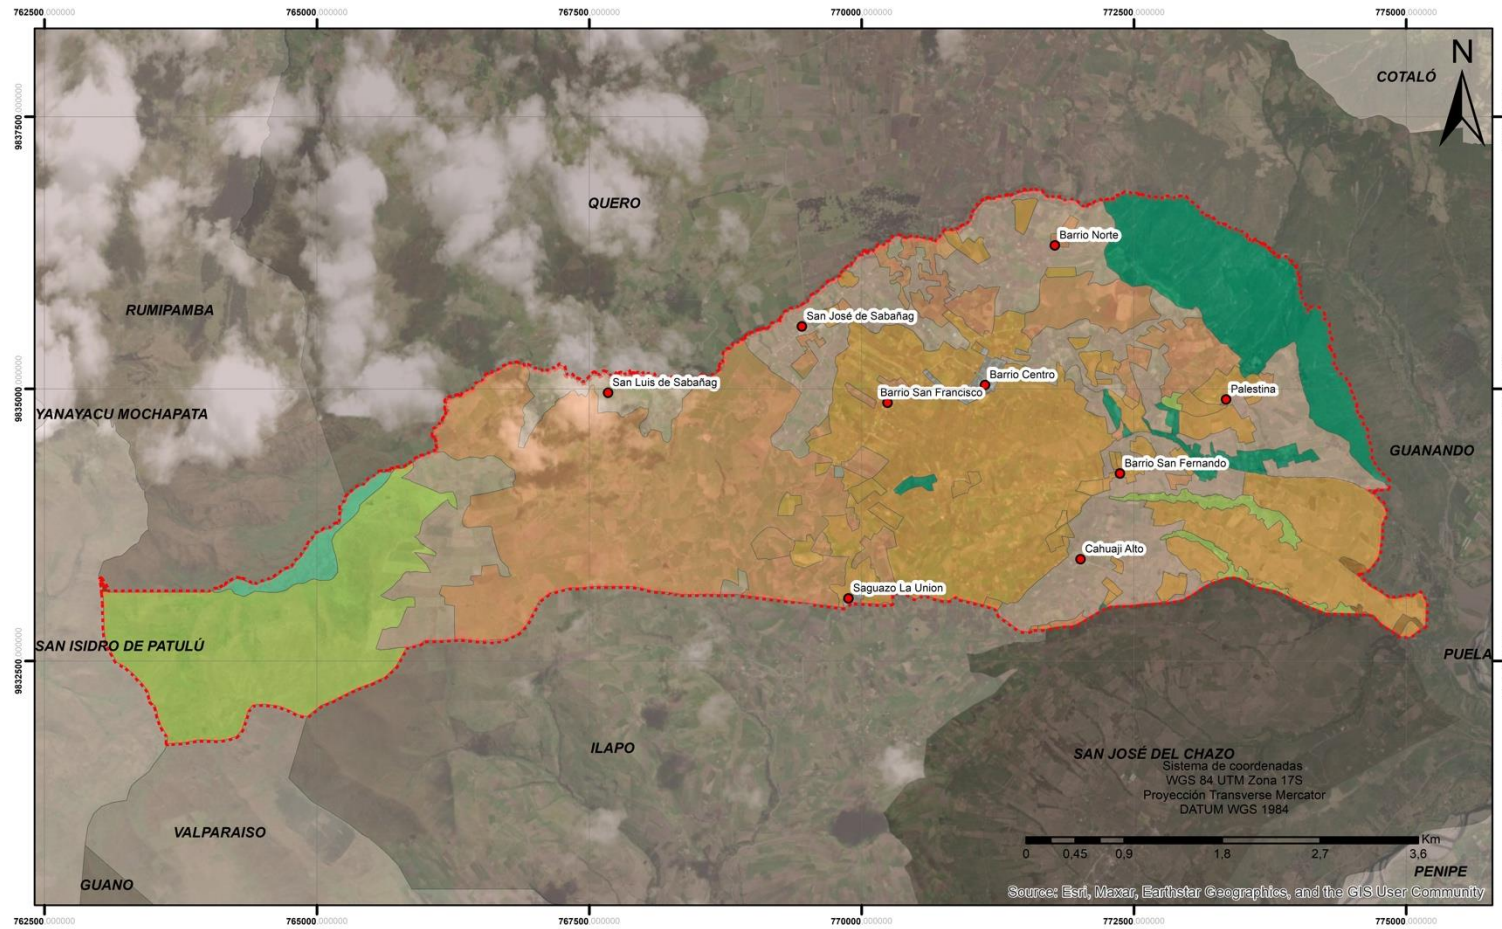 762500.000000 765000.000000 767500.000000 770000.000000 772500.000000 775000.000000
N
COTALÓ
9837500.000000
QUERO
Barrio Norte
RUMIPAMBA
San José de Sabañag
Barrio Centro
San Luis de Sabañag
Barrio San Francisco
Palestina
9835000.000000
YANAYACU MOCHAPATA
GUANANDO
Barrio San Fernando
Cahuaji Alto
Saguazo La Union
SAN ISIDRO DE PATULÚ
PUELA
9832500.000000
ILAPO
SAN JOSÉ DEL CHAZO
Sistema de coordenadas
WGS 84 UTM Zona 17S
Proyección Transverse Mercator
DATUM WGS 1984
VALPARAISO
Km
0 0,45 0,9 1,8 2,7 3,6
PENIPE
GUANO
Source: Esri, Maxar, Earthstar Geographics, and the GIS User Community
762500.000000 765000.000000 767500.000000 770000.000000 772500.000000 775000.000000